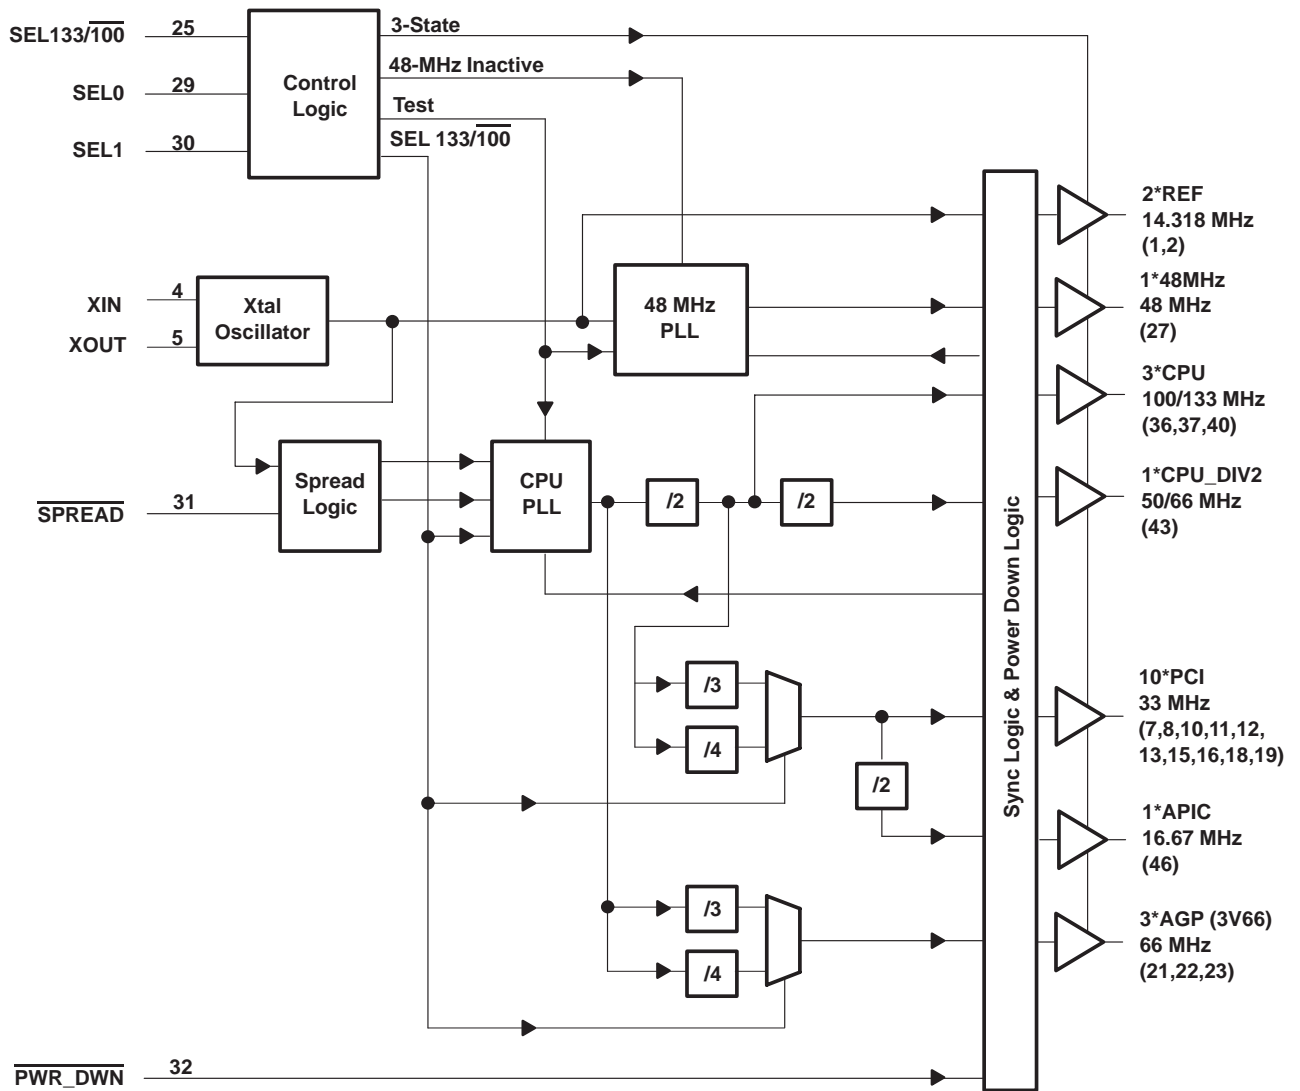 SEL133/100 25
SEL0 29
SEL1 30
Control
Logic
3-State
48-MHz Inactive
Test
SEL 133/100
XIN 4
XOUT 5
Xtal
Oscillator
48 MHz
PLL
SPREAD 31
Spread
Logic
CPU
PLL
/2
/2
/3
/4
/2
/3
/4
PWR_DWN 32
Sync Logic & Power Down Logic
2*REF
14.318 MHz
(1,2)
1*48MHz
48 MHz
(27)
3*CPU
100/133 MHz
(36,37,40)
1*CPU_DIV2
50/66 MHz
(43)
10*PCI
33 MHz
(7,8,10,11,12,
13,15,16,18,19)
1*APIC
16.67 MHz
(46)
3*AGP (3V66)
66 MHz
(21,22,23)